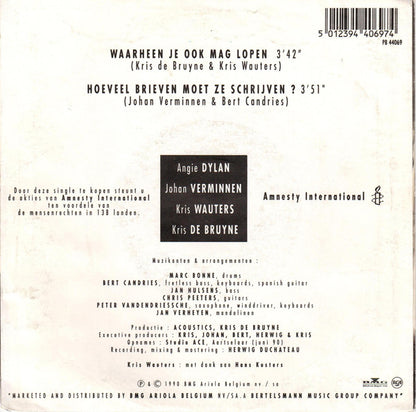 5 012394 406974
PB 44069
WAARHEEN JE OOK MAG LOPEN 3'42"
(Kris de Bruyne & Kris Wauters)
HOEVEEL BRIEVEN MOET ZE SCHRIJVEN ? 3'51"
(Johan Verminnen & Bert Candries)
Door deze single te kopen steunt u
de akties van Amnesty International
ten voordele van
de mensenrechten in 138 landen.
Angie DYLAN
Johan VERMINNEN
Kris WAUTERS
Kris DE BRUYNE
Amnesty International
Muzikanten & arrangementen :
MARC BONNE, drums
BERT CANDRIES, fretless bass, keyboards, spanish guitar
JAN HULSENS, bass
CHRIS PEETERS, guitars
PETER VANDENDRIESSCHE, saxophone, winddriver, keyboards
JAN VERHEYEN, mandolines
Productie : ACOUSTICS, KRIS DE BRUYNE
Executive producers : KRIS, JOHAN, BERT, HERWIG & KRIS
Opnames : Studio ACE, Aartselaar (juni 90)
Recording, mixing & mastering : HERWIG DUCHATEAU
Kris Wauters : met dank aan Hans Kusters
BMG
RCA
℗ & © 1990 BMG Ariola Belgium nv / sa
"MARKETED AND DISTRIBUTED BY BMG ARIOLA BELGIUM NV/SA. A BERTELSMANN MUSIC GROUP COMPANY"